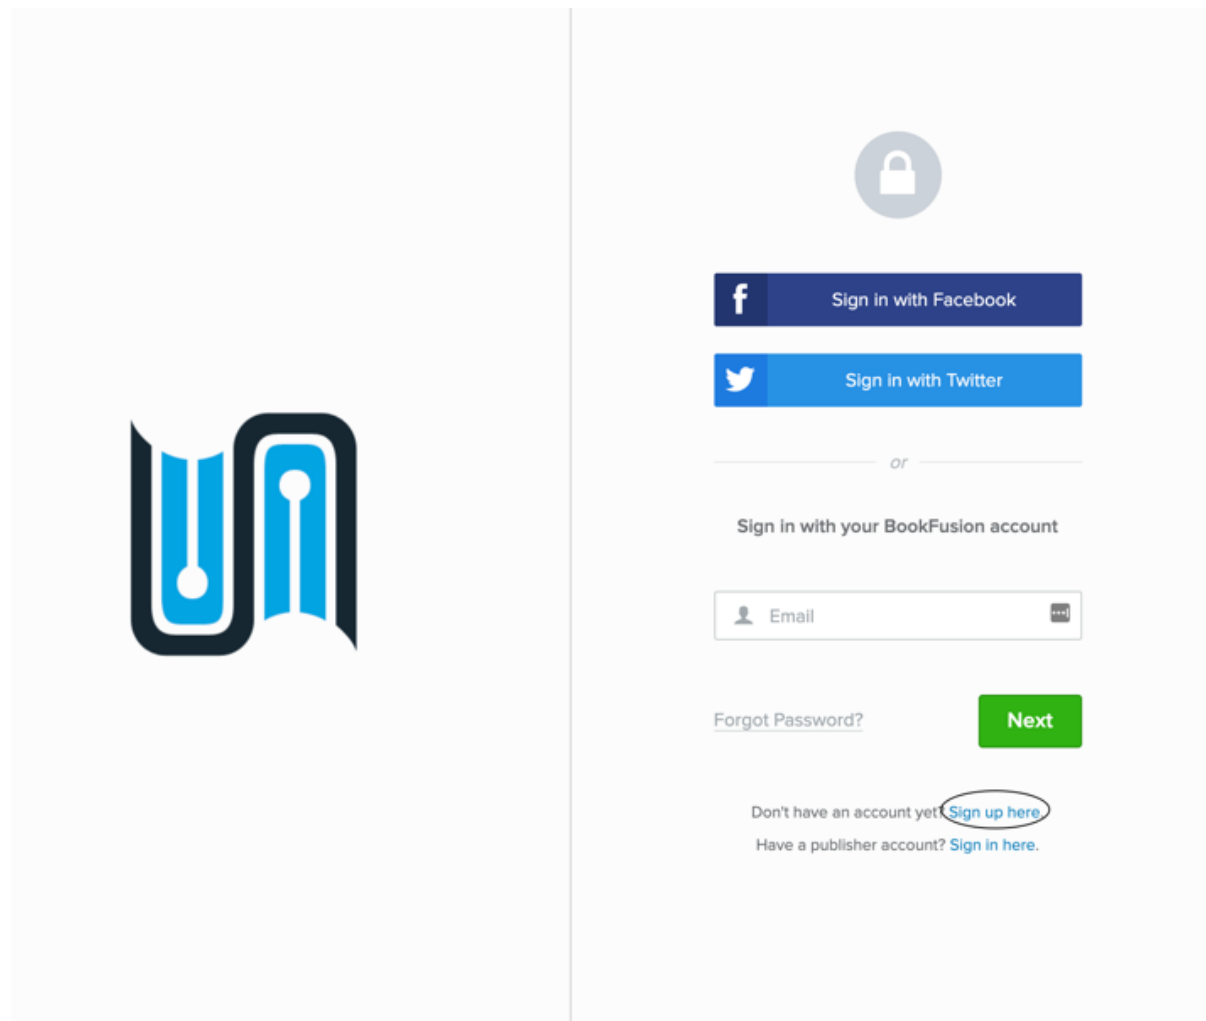 Sign in with Facebook
Sign in with Twitter
or
Sign in with your BookFusion account
Email
Forgot Password?
Next
Don't have an account yet? Sign up here.
Have a publisher account? Sign in here.